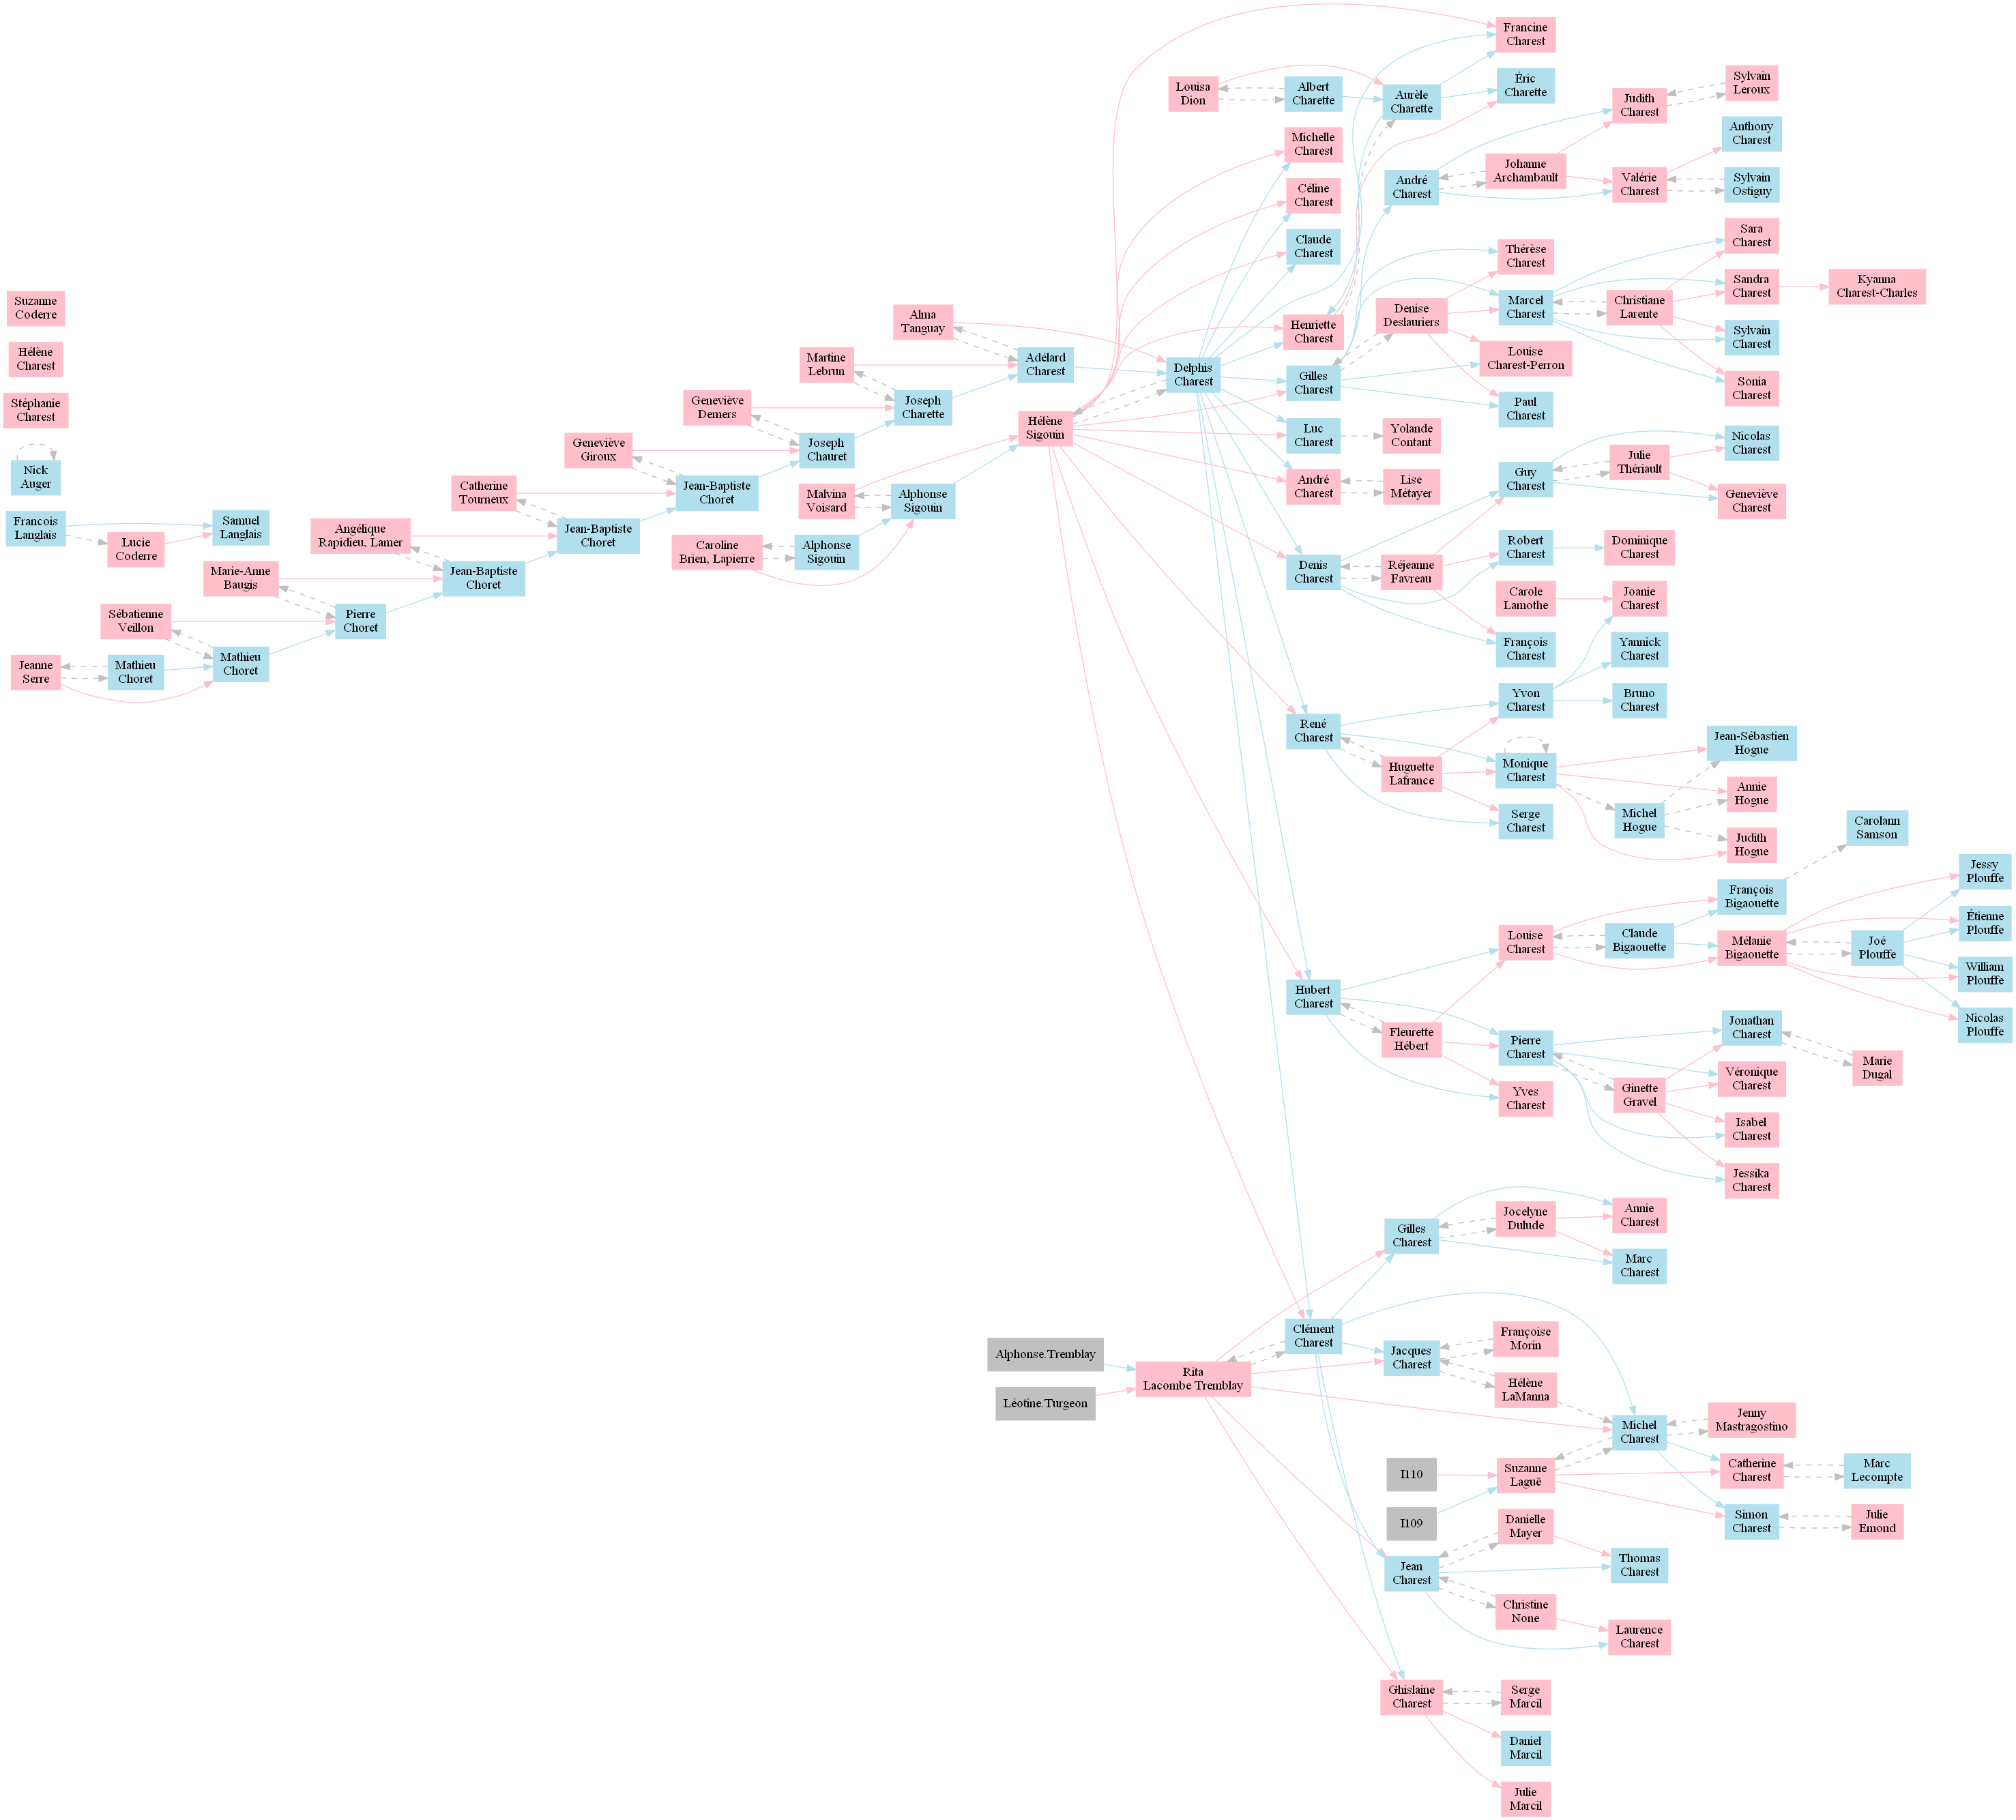 Suzanne
Coderre
Hélène
Charest
Stéphanie
Charest
Nick
Auger
Francois
Langlais
Lucie
Coderre
Samuel
Langlais
Jeanne
Serre
Mathieu
Choret
Sébatienne
Veillon
Mathieu
Choret
Marie-Anne
Baugis
Pierre
Choret
Angélique
Rapidieu, Lamer
Jean-Baptiste
Choret
Catherine
Tourneux
Jean-Baptiste
Choret
Geneviève
Giroux
Jean-Baptiste
Choret
Geneviève
Demers
Joseph
Chauret
Martine
Lebrun
Joseph
Charette
Alma
Tanguay
Adélard
Charest
Caroline
Brien, Lapierre
Alphonse
Sigouin
Malvina
Voisard
Alphonse
Sigouin
Hélène
Sigouin
Delphis
Charest
Louisa
Dion
Albert
Charette
Aurèle
Charette
Francine
Charest
Éric
Charette
Michelle
Charest
Céline
Charest
Claude
Charest
Henriette
Charest
Gilles
Charest
Luc
Charest
André
Charest
Denis
Charest
René
Charest
Hubert
Charest
Clément
Charest
André
Charest
Johanne
Archambault
Judith
Charest
Sylvain
Leroux
Valérie
Charest
Anthony
Charest
Sylvain
Ostiguy
Denise
Deslauriers
Thérèse
Charest
Marcel
Charest
Louise
Charest-Perron
Paul
Charest
Christiane
Larente
Sara
Charest
Sandra
Charest
Sylvain
Charest
Sonia
Charest
Kyanna
Charest-Charles
Yolande
Contant
Lise
Métayer
Réjeanne
Favreau
Guy
Charest
Julie
Thériault
Nicolas
Charest
Geneviève
Charest
Robert
Charest
Dominique
Charest
Carole
Lamothe
Joanie
Charest
François
Charest
Yannick
Charest
Yvon
Charest
Bruno
Charest
Huguette
Lafrance
Monique
Charest
Serge
Charest
Michel
Hogue
Jean-Sébastien
Hogue
Annie
Hogue
Judith
Hogue
Fleurette
Hébert
Louise
Charest
Claude
Bigaouette
François
Bigaouette
Carolann
Samson
Mélanie
Bigaouette
Joé
Plouffe
Jessy
Plouffe
Étienne
Plouffe
William
Plouffe
Nicolas
Plouffe
Pierre
Charest
Yves
Charest
Ginette
Gravel
Jonathan
Charest
Marie
Dugal
Véronique
Charest
Isabel
Charest
Jessika
Charest
Alphonse.Tremblay
Léotine.Turgeon
Rita
Lacombe Tremblay
Gilles
Charest
Jocelyne
Dulude
Annie
Charest
Marc
Charest
Jacques
Charest
Françoise
Morin
Hélène
LaManna
Michel
Charest
Jenny
Mastragostino
I110
I109
Suzanne
Laguë
Catherine
Charest
Marc
Lecompte
Simon
Charest
Julie
Emond
Jean
Charest
Danielle
Mayer
Thomas
Charest
Christine
None
Laurence
Charest
Ghislaine
Charest
Serge
Marcil
Daniel
Marcil
Julie
Marcil